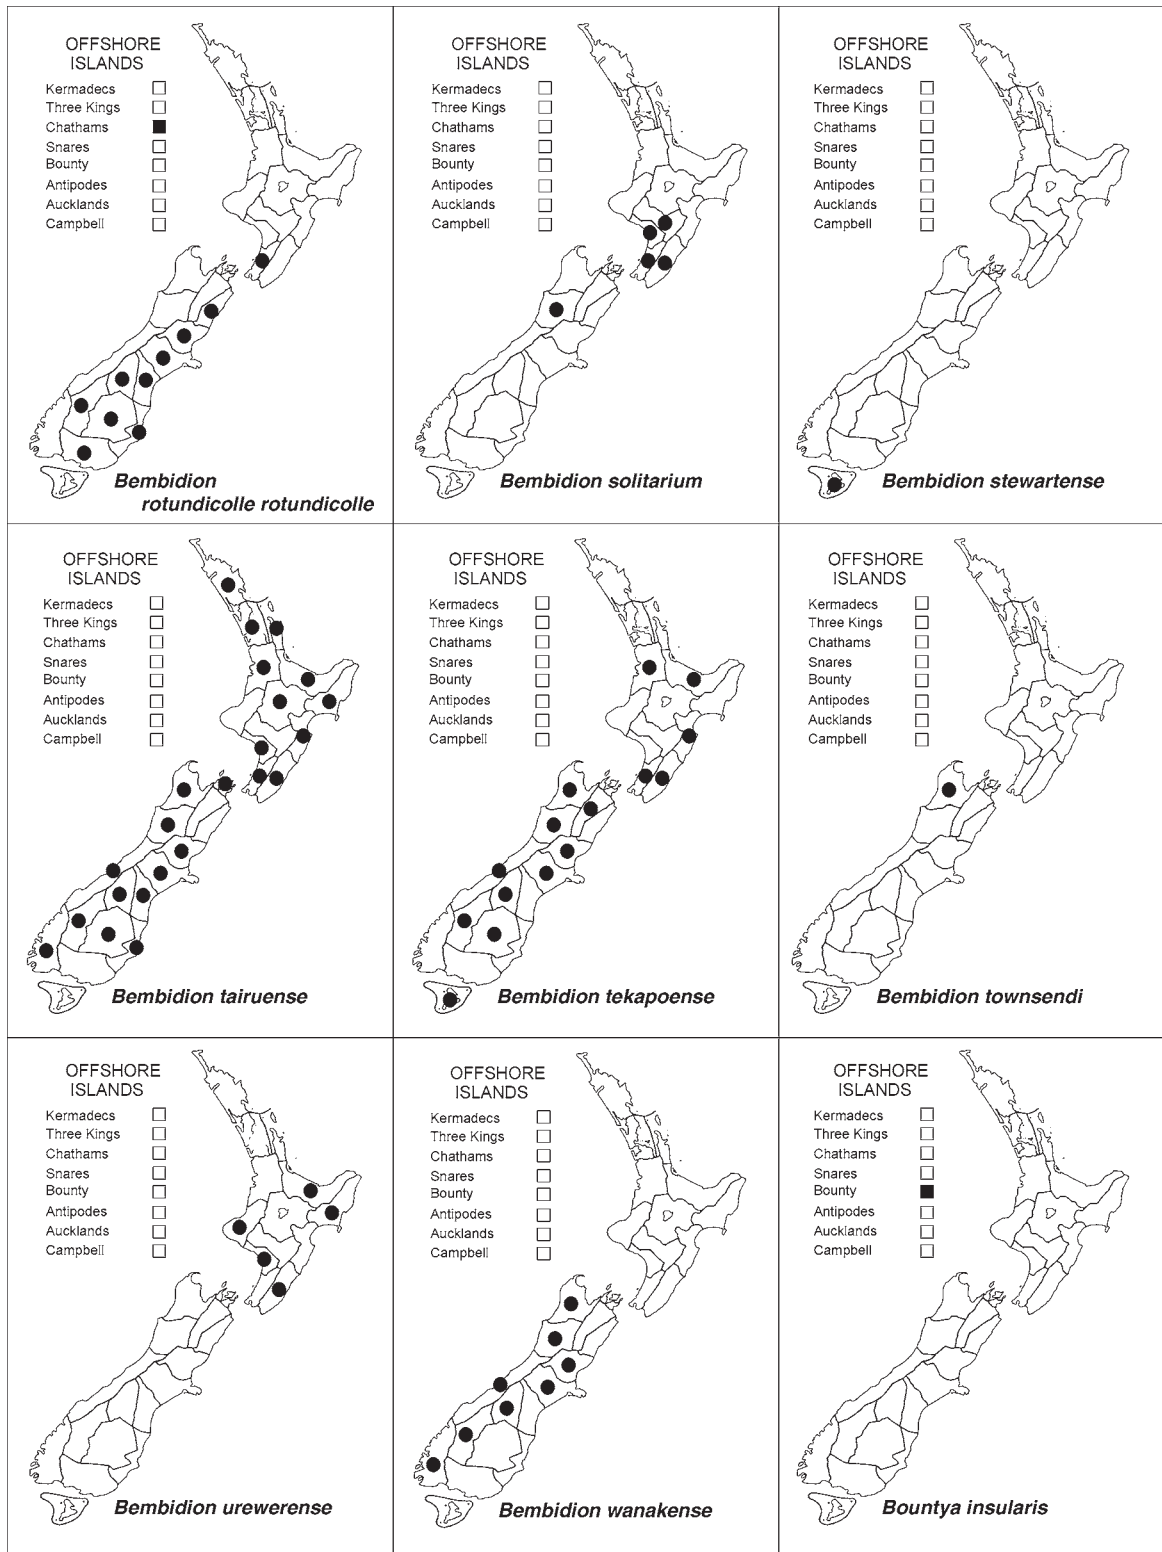 OFFSHORE
ISLANDS
Kermadecs
Three Kings
Chathams
Snares
Bounty
Antipodes
Aucklands
Campbell
Bembidion
rotundicolle rotundicolle
OFFSHORE
ISLANDS
Kermadecs
Three Kings
Chathams
Snares
Bounty
Antipodes
Aucklands
Campbell
Bembidion solitarium
OFFSHORE
ISLANDS
Kermadecs
Three Kings
Chathams
Snares
Bounty
Antipodes
Aucklands
Campbell
Bembidion stewartense
OFFSHORE
ISLANDS
Kermadecs
Three Kings
Chathams
Snares
Bounty
Antipodes
Aucklands
Campbell
Bembidion tairuense
OFFSHORE
ISLANDS
Kermadecs
Three Kings
Chathams
Snares
Bounty
Antipodes
Aucklands
Campbell
Bembidion tekapoense
OFFSHORE
ISLANDS
Kermadecs
Three Kings
Chathams
Snares
Bounty
Antipodes
Aucklands
Campbell
Bembidion townsendi
OFFSHORE
ISLANDS
Kermadecs
Three Kings
Chathams
Snares
Bounty
Antipodes
Aucklands
Campbell
Bembidion urewerense
OFFSHORE
ISLANDS
Kermadecs
Three Kings
Chathams
Snares
Bounty
Antipodes
Aucklands
Campbell
Bembidion wanakense
OFFSHORE
ISLANDS
Kermadecs
Three Kings
Chathams
Snares
Bounty
Antipodes
Aucklands
Campbell
Bountya insularis